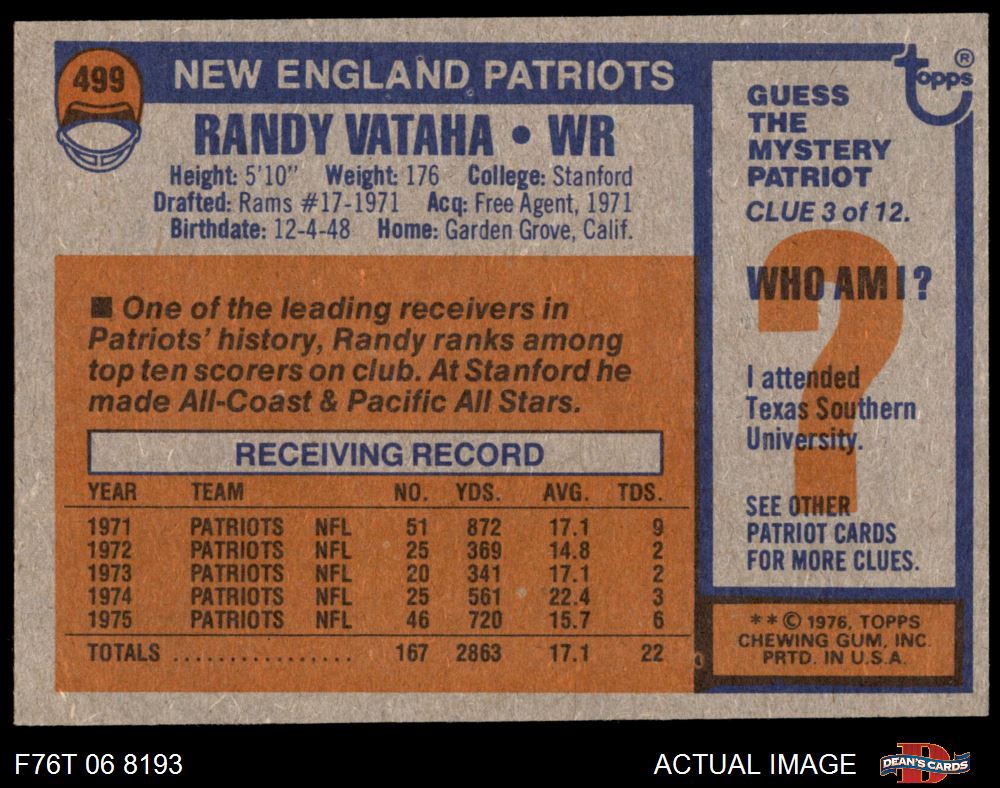 499
NEW ENGLAND PATRIOTS
RANDY VATAHA • WR
Height: 5'10" Weight: 176 College: Stanford
Drafted: Rams #17-1971 Acq: Free Agent, 1971
Birthdate: 12-4-48 Home: Garden Grove, Calif.
■ One of the leading receivers in
Patriots' history, Randy ranks among
top ten scorers on club. At Stanford he
made All-Coast & Pacific All Stars.
RECEIVING RECORD
YEAR TEAM NO. YDS. AVG. TDS.
1971 PATRIOTS NFL 51 872 17.1 9
1972 PATRIOTS NFL 25 369 14.8 2
1973 PATRIOTS NFL 20 341 17.1 2
1974 PATRIOTS NFL 25 561 22.4 3
1975 PATRIOTS NFL 46 720 15.7 6
TOTALS ................ 167 2863 17.1 22
topps ®
GUESS
THE
MYSTERY
PATRIOT
CLUE 3 of 12.
WHO AM I ?
?
I attended
Texas Southern
University.
SEE OTHER
PATRIOT CARDS
FOR MORE CLUES.
* * © 1976, TOPPS
CHEWING GUM, INC.
PRTD. IN U.S.A.
F76T 06 8193
ACTUAL IMAGE
D
DEAN'S CARDS